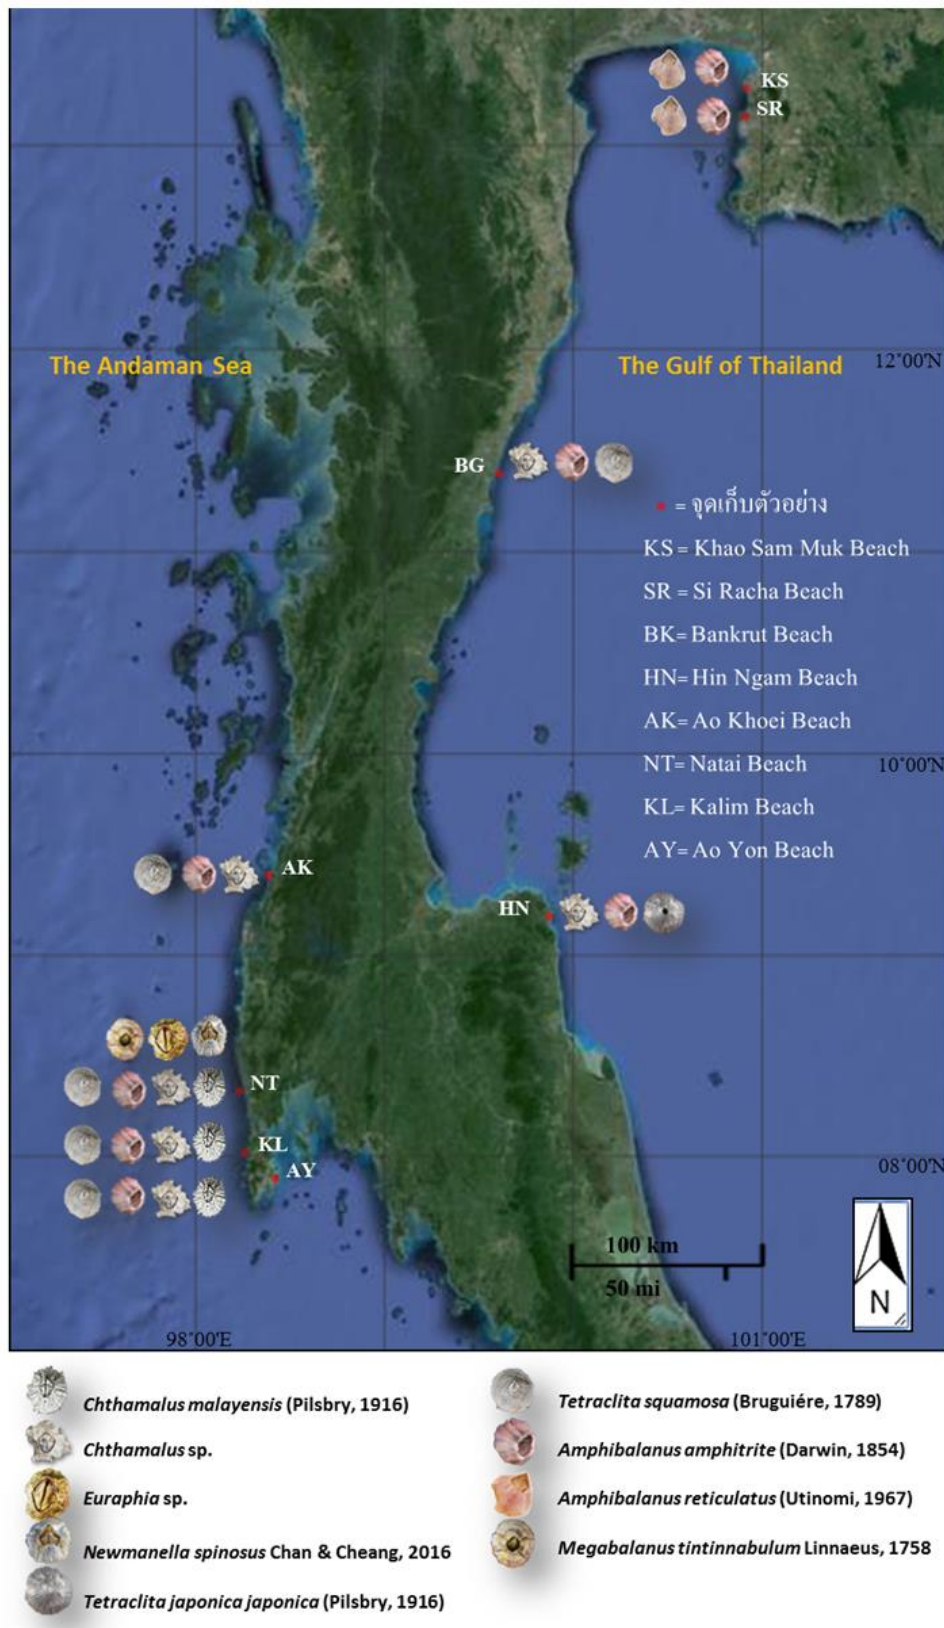 KS
SR
The Andaman Sea
The Gulf of Thailand
12°00'N
BG
• = จุดเก็บตัวอย่าง
KS = Khao Sam Muk Beach
SR = Si Racha Beach
BK= Bankrut Beach
HN= Hin Ngam Beach
AK= Ao Khoei Beach
NT= Natai Beach
10°00'N
KL= Kalim Beach
AY= Ao Yon Beach
AK
HN
NT
KL
AY
08°00'N
100 km
50 mi
N
98°00'E
101°00'E
Chthamalus malayensis (Pilsbry, 1916)
Chthamalus sp.
Euraphia sp.
Newmanella spinosus Chan & Cheang, 2016
Tetraclita japonica japonica (Pilsbry, 1916)
Tetraclita squamosa (Bruguiére, 1789)
Amphibalanus amphitrite (Darwin, 1854)
Amphibalanus reticulatus (Utinomi, 1967)
Megabalanus tintinnabulum Linnaeus, 1758